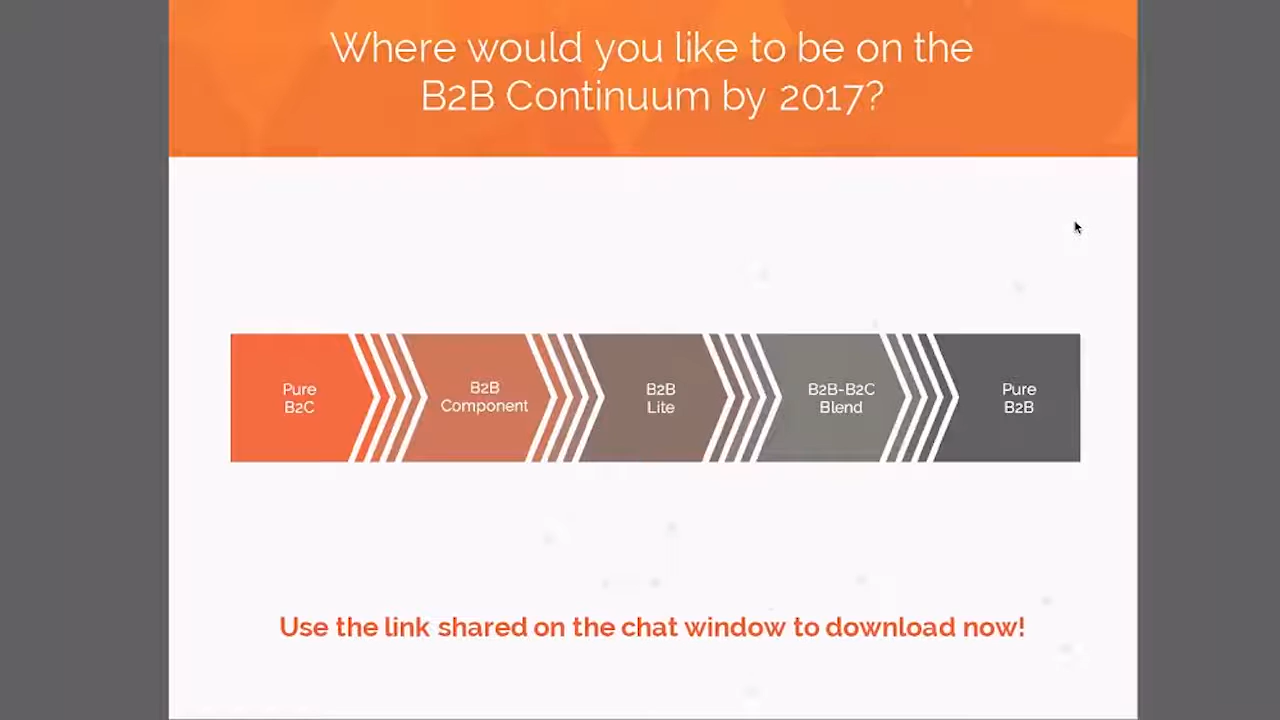 Where would you like to be on the
B2B Continuum by 2017?
Pure
B2C
B2B
Component
B2B
Lite
B2B-B2C
Blend
Pure
B2B
Use the link shared on the chat window to download now!